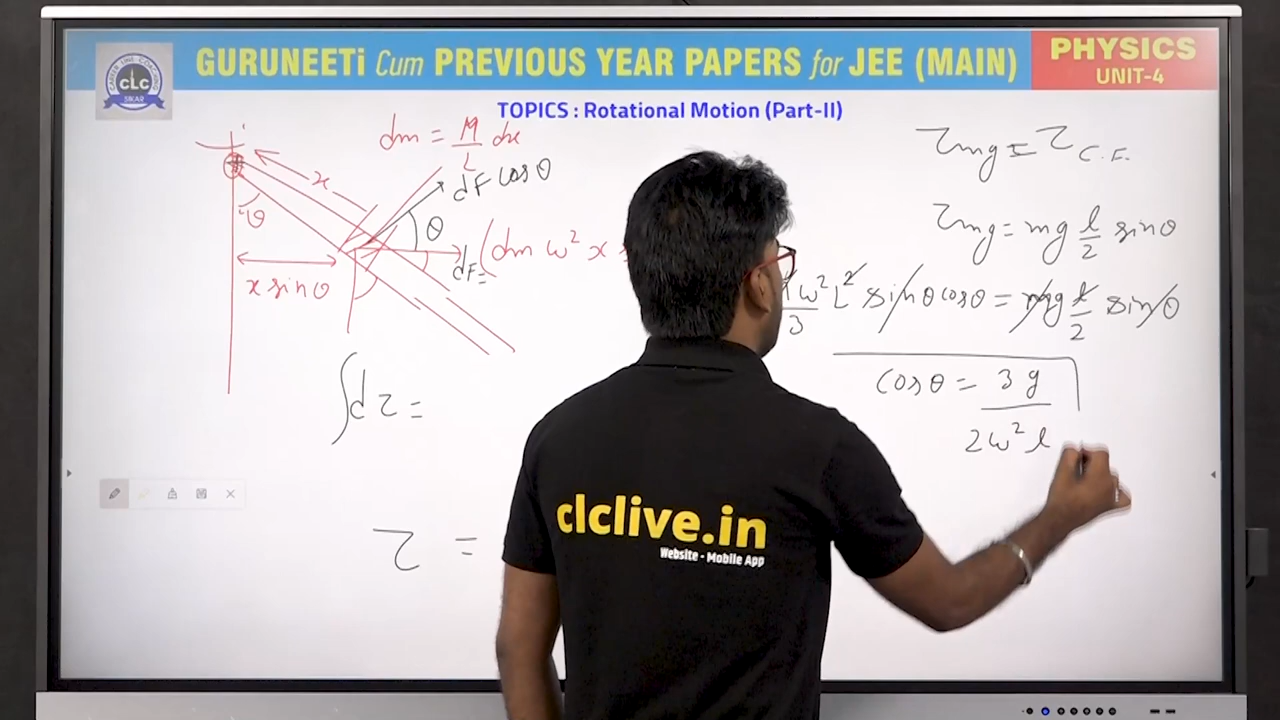 GURUNEETi Cum PREVIOUS YEAR PAPERS for JEE (MAIN)
PHYSICS
UNIT-4
CLC
SIKAR
TOPICS : Rotational Motion (Part-II)
dm = M/L dx
dF cosθ
x
θ
θ
dF = (dm ω² x
x sinθ
∫dτ =
τ =
τmg = τC.F.
τmg = mg l/2 sinθ
ω² L² sinθ cosθ = mg l/2 sinθ
3
cosθ = 3g / 2ω² l
clclive.in
Website - Mobile App